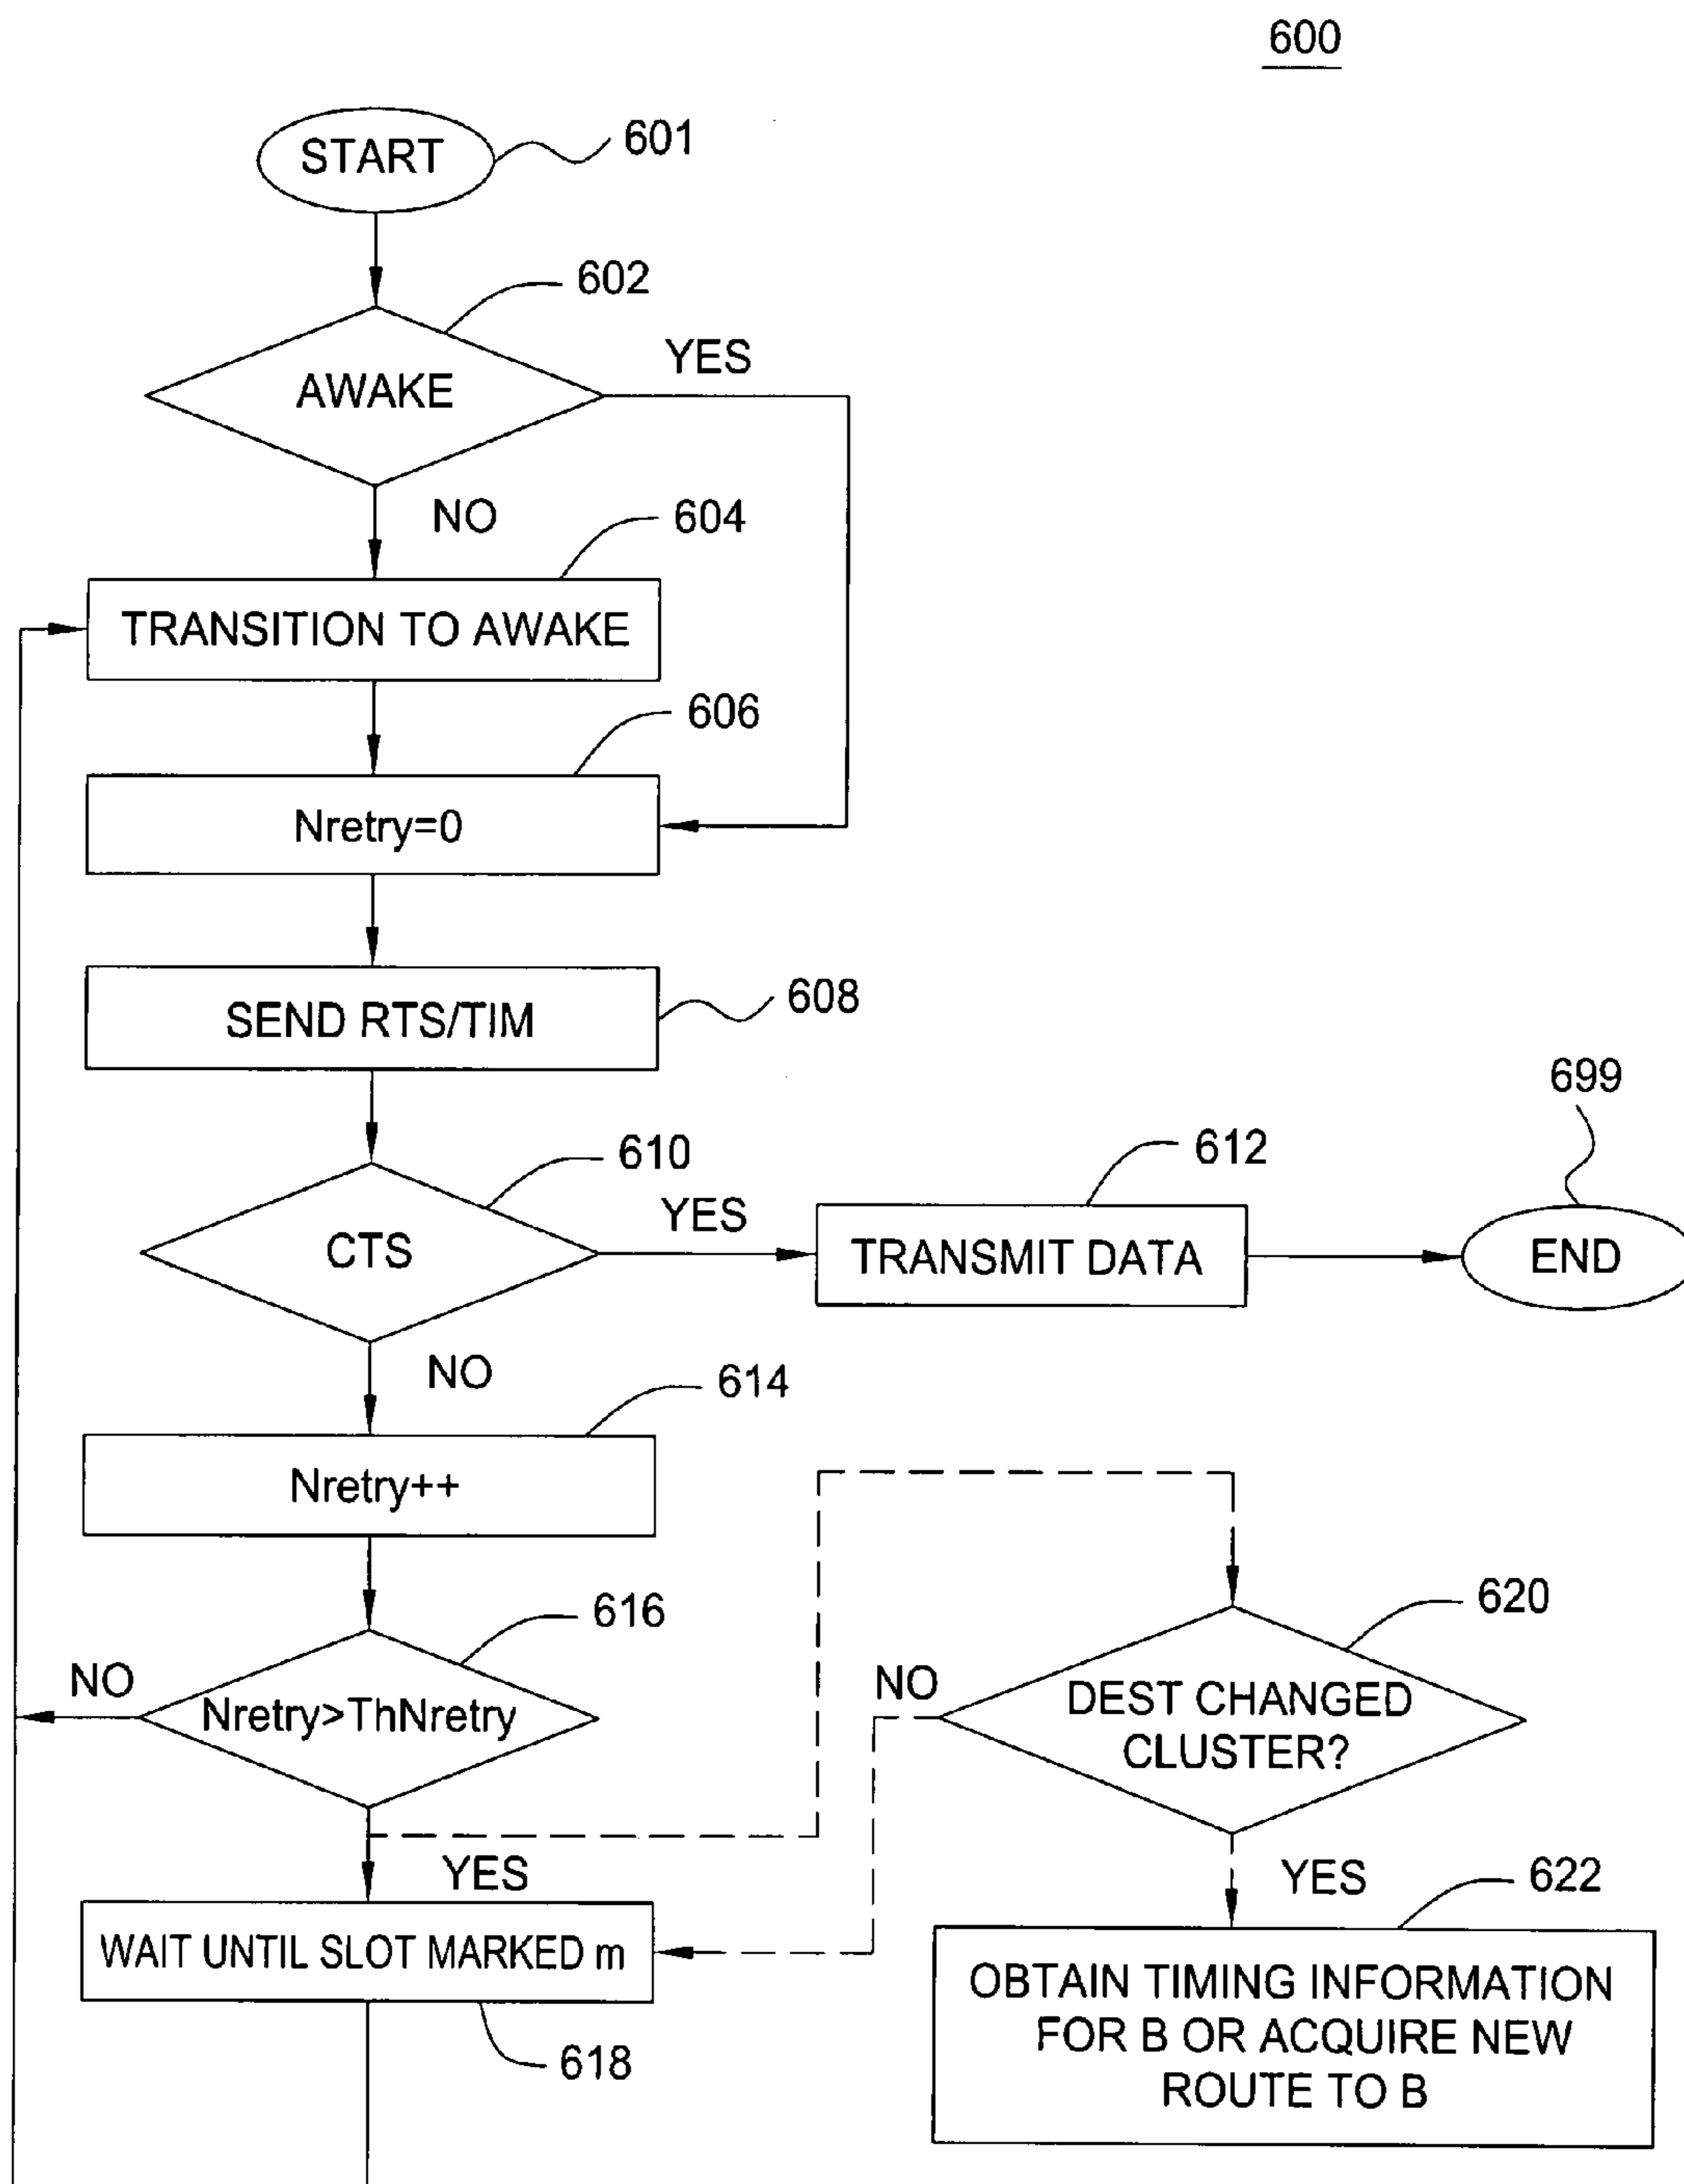 600
START
601
602
AWAKE
YES
NO
604
TRANSITION TO AWAKE
606
Nretry=0
SEND RTS/TIM
608
610
CTS
YES
612
TRANSMIT DATA
699
END
NO
614
Nretry++
616
NO
Nretry>ThNretry
YES
620
NO
DEST CHANGED
CLUSTER?
YES
WAIT UNTIL SLOT MARKED m
618
622
OBTAIN TIMING INFORMATION
FOR B OR ACQUIRE NEW
ROUTE TO B